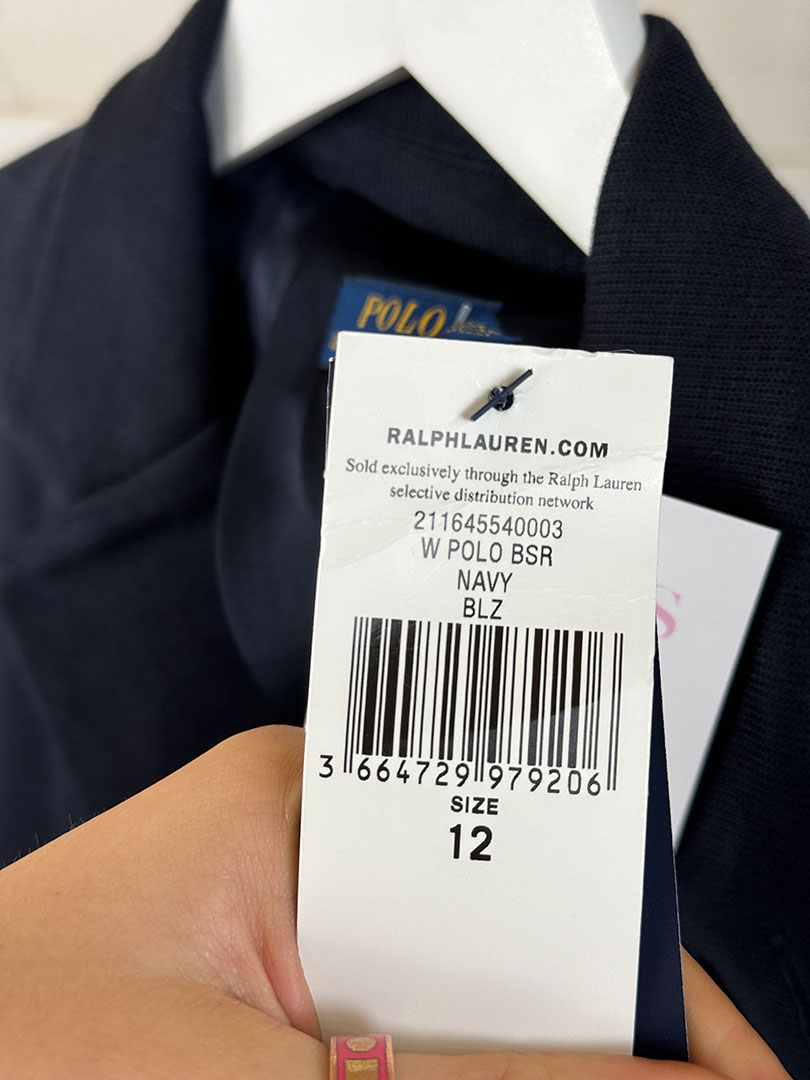 POLO
RALPHLAUREN.COM
Sold exclusively through the Ralph Lauren
selective distribution network
211645540003
W POLO BSR
NAVY
BLZ
3 664729 979206
SIZE
12
S